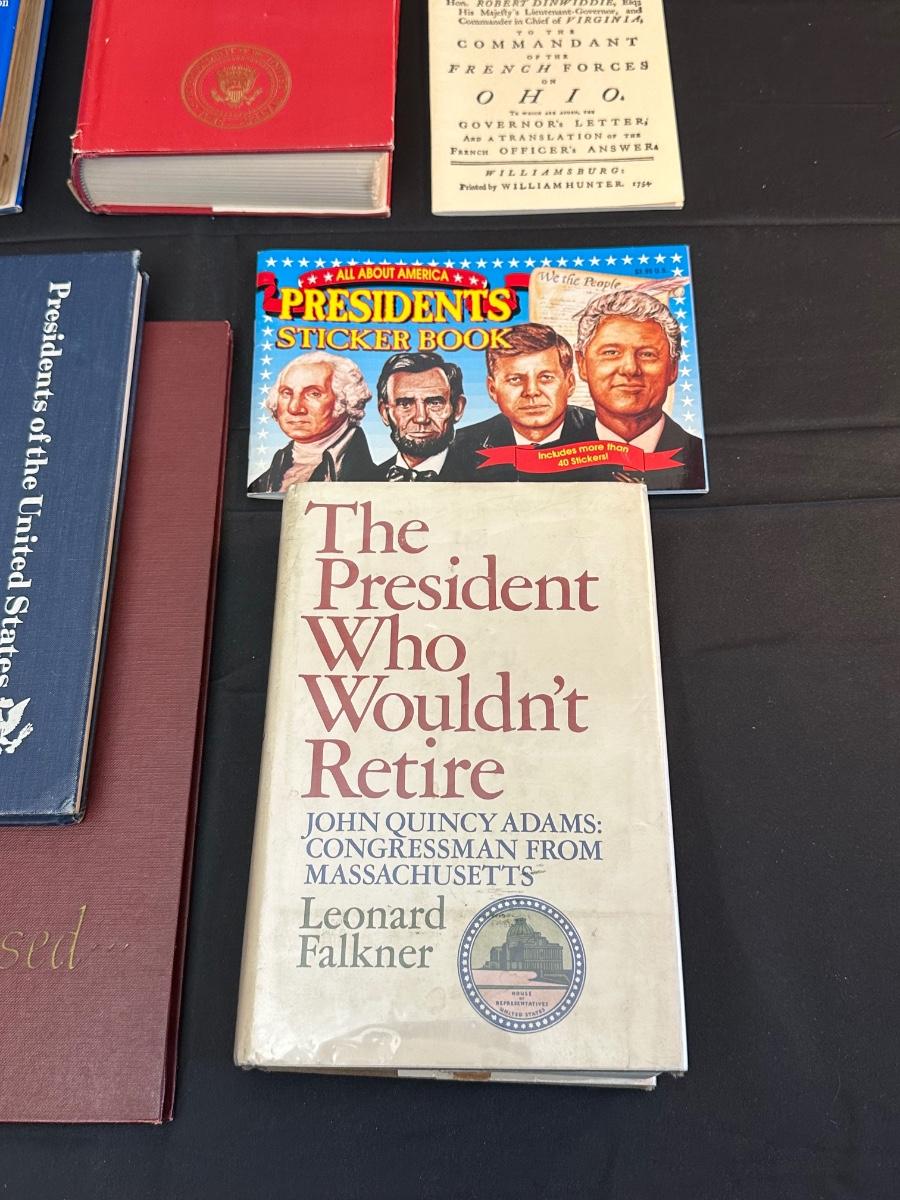 Hon. ROBERT DINWIDDIE, Esq;
His Majesty's Lieutenant-Governor, and
Commander in Chief of VIRGINIA,
TO THE
COMMANDANT
OF THE
FRENCH FORCES
ON
OHIO.
To WHICH ARE ADDED, THE
GOVERNOR's LETTER;
AND A TRANSLATION OF THE
FRENCH OFFICER's ANSWER.
WILLIAMSBURG:
Printed by WILLIAM HUNTER. 1754
Presidents of the United States
ALL ABOUT AMERICA
PRESIDENTS
STICKER BOOK
We the People
$3.95 U.S.
Includes more than
40 Stickers!
The
President
Who
Wouldn't
Retire
JOHN QUINCY ADAMS:
CONGRESSMAN FROM
MASSACHUSETTS
Leonard
Falkner
HOUSE
OF
REPRESENTATIVES
UNITED STATES